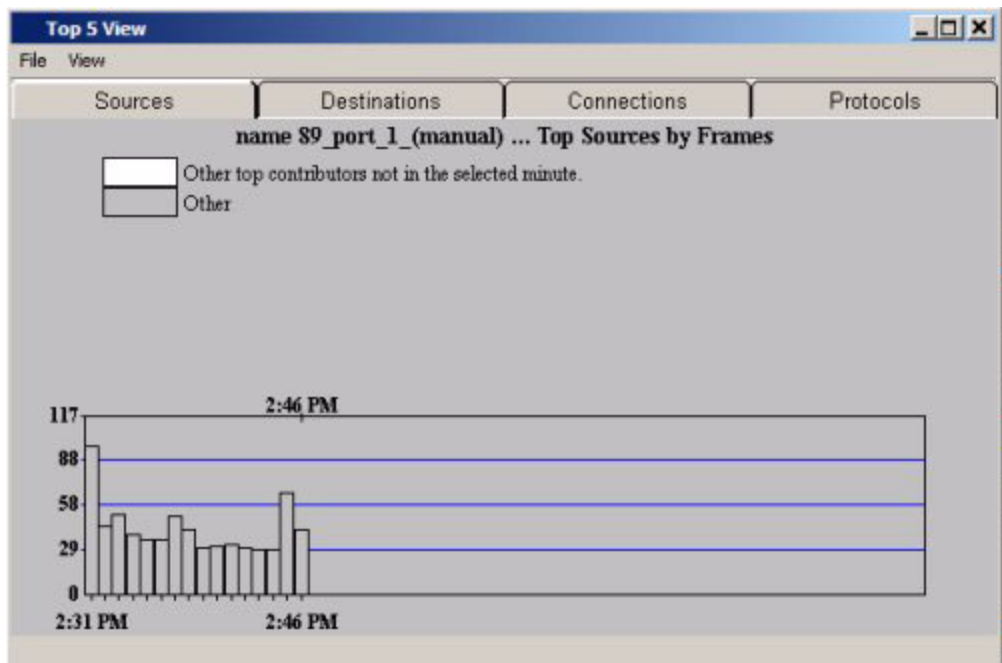 Top 5 View
File View
Sources Destinations Connections Protocols
name 89_port_1_(manual) ... Top Sources by Frames
Other top contributors not in the selected minute.
Other
2:46 PM
117
88
58
29
0
2:31 PM 2:46 PM